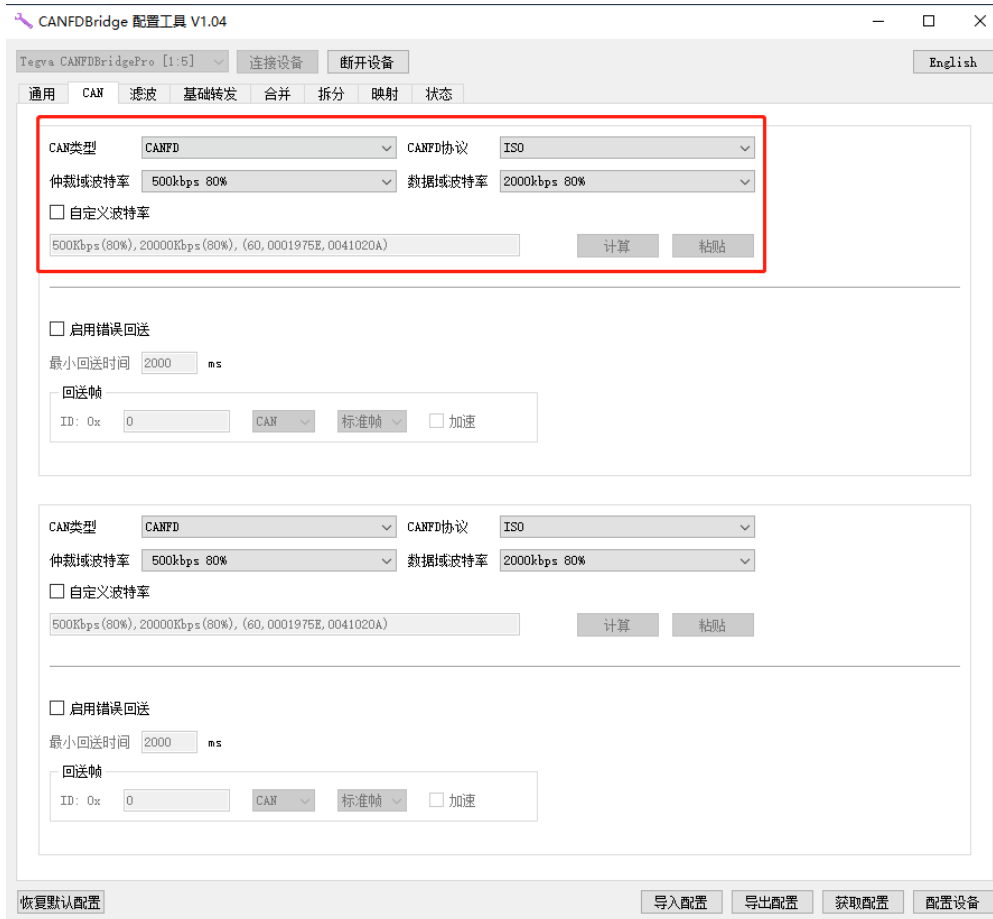 CANFDBridge 配置工具 V1.04
Tegva CANFDBridgePro [1:5] 连接设备 断开设备 English
通用 CAN 滤波 基础转发 合并 拆分 映射 状态
CAN类型 CANFD CANFD协议 ISO
仲裁域波特率 500kbps 80% 数据域波特率 2000kbps 80%
自定义波特率
500Kbps(80%),20000Kbps(80%),(60,0001975E,0041020A) 计算 粘贴
启用错误回送
最小回送时间 2000 ms
回送帧
ID: 0x 0 CAN 标准帧 加速
CAN类型 CANFD CANFD协议 ISO
仲裁域波特率 500kbps 80% 数据域波特率 2000kbps 80%
自定义波特率
500Kbps(80%),20000Kbps(80%),(60,0001975E,0041020A) 计算 粘贴
启用错误回送
最小回送时间 2000 ms
回送帧
ID: 0x 0 CAN 标准帧 加速
恢复默认配置 导入配置 导出配置 获取配置 配置设备